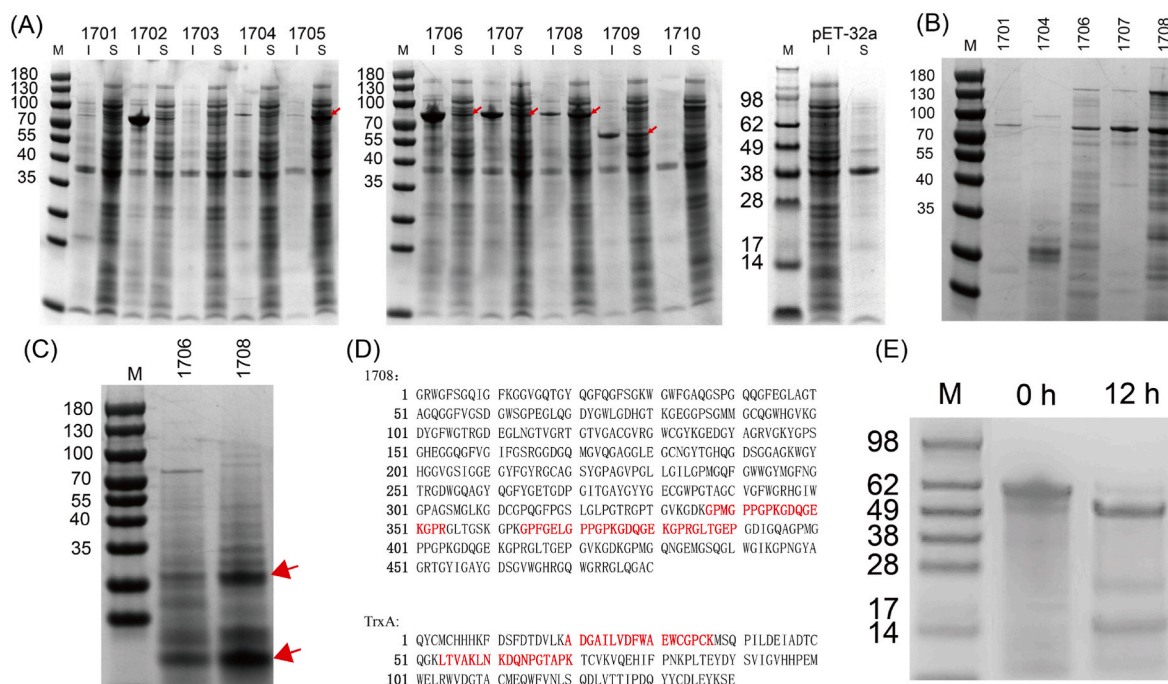 (A)
1701 1702 1703 1704 1705
M I S I S I S I S I S
180
130
100
70
55
40
35
1706 1707 1708 1709 1710
M I S I S I S I S I S
180
130
100
70
55
40
35
pET-32a
M I S
98
62
49
38
28
17
14
(B)
M 1701 1704 1706 1707 1708
180
130
100
70
55
40
35
(C)
M 1706 1708
180
130
100
70
55
40
35
(D)
1708:
1 GRWGFSGQIG FKGGVGQTGY QGFQGFSGKW GWFGAQGSPG QQGFEGLAGT
51 AGQGGFVGSD GWSGPEGLQG DYGWLGDHGT KGEGGPSGMM GCQGWHGVKG
101 DYGFWGTRGD EGLNGTVGRT GTVGACGVRG WCGYKGEDGY AGRVGKYGPS
151 GHEGGQFGVG IFGSRGGDGQ MGVQGAGLEG GCNYGTGHQG DSGGAGKWGY
201 HGGVGSIGGE GYFGYRGCAG SYGPAGVPGL LGILGPMGQF GWWGYMGFNG
251 TRGDWGQAGY QGFYGETGDP GITGAYGYYG ECGWPGTAGC VGFWGRHGIW
301 GPAGSMGLKG DCGPQGFPGS LGLPGTRGPT GVKGDKGPMG PPGPKGDQGE
351 KGPRGLTGSK GPKGPFGELG PPGPKGDQGE KGPRGLTGEP GDIGQAGPMG
401 PPGPKGDQGE KGPRGLTGEP GVKGDKGPMG QNGEMGSQGL WGIKGPNGYA
451 GRTGYIGAYG DSGVWGHRGQ WGRRGLQGAC
TrxA:
1 QYCMCHHHKF DSFDTDVLKA DGAILVDFWA EWCGPCKMSQ PILDEIADTC
51 QGKLTVAKLN KDQNPGTAPK TCVKVQEHIF PNKPLTEYDY SVIGVHHPEM
101 WELRWVDGTA CMEQWFVNLS QDLVTTIPDQ YYCDLEYKSE
(E)
M 0 h 12 h
98
62
49
38
28
17
14